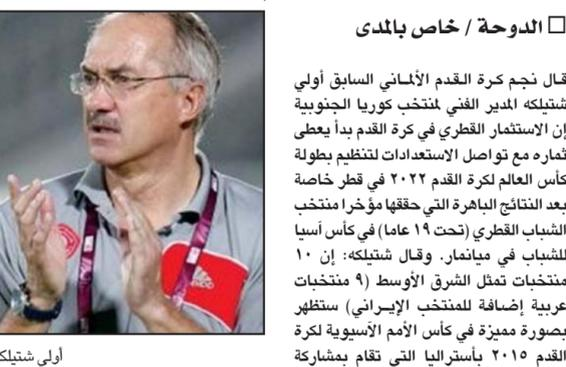 □ الدوحة / خاص بالمدى
قال نجم كرة القدم الألماني السابق أولي
شتيلكه المدير الفني لمنتخب كوريا الجنوبية
إن الاستثمار القطري في كرة القدم بدأ يعطى
ثماره مع تواصل الاستعدادات لتنظيم بطولة
كأس العالم لكرة القدم ٢٠٢٢ في قطر خاصة
بعد النتائج الباهرة التي حققها مؤخرا منتخب
الشباب القطري (تحت ١٩ عاما) في كأس آسيا
للشباب في ميانمار. وقال شتيلكه: إن ١٠
منتخبات تمثل الشرق الأوسط (٩ منتخبات
عربية إضافة للمنتخب الإيراني) ستظهر
بصورة مميزة في كأس الأمم الآسيوية لكرة
القدم ٢٠١٥ بأستراليا التي تقام بمشاركة
أولي شتيلكه
adidas